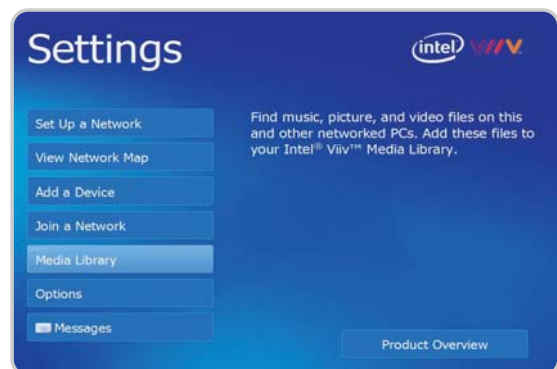 Settings
intel VIIV
Set Up a Network
View Network Map
Add a Device
Join a Network
Media Library
Options
Messages
Find music, picture, and video files on this
and other networked PCs. Add these files to
your Intel® Viiv™ Media Library.
Product Overview